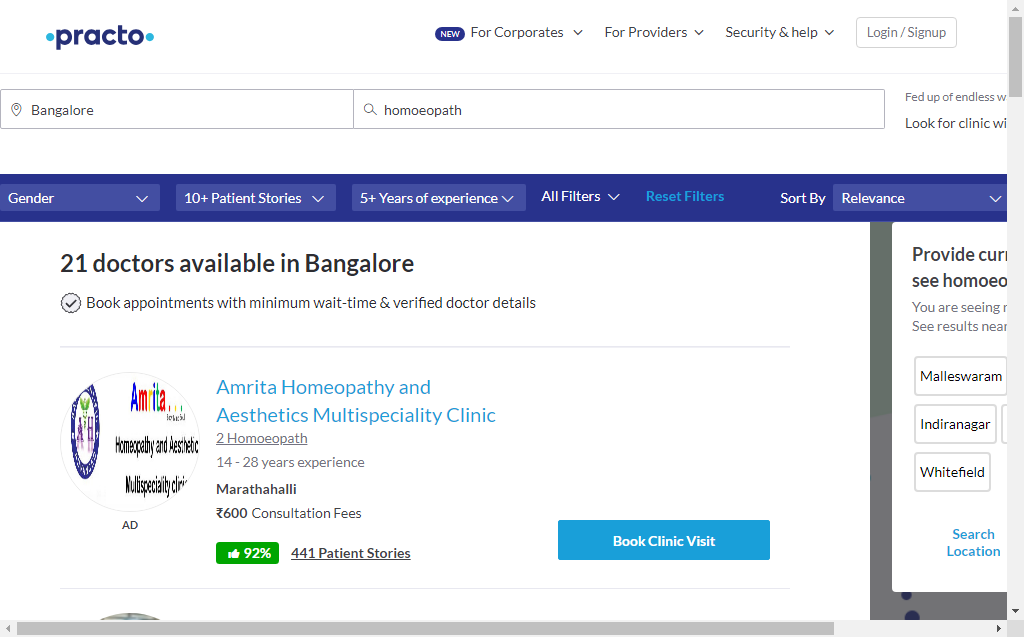 practo
NEW For Corporates
For Providers
Security & help
Login / Signup
Bangalore
homoeopath
Fed up of endless w
Look for clinic wi
Gender
10+ Patient Stories
5+ Years of experience
All Filters
Reset Filters
Sort By
Relevance
21 doctors available in Bangalore
Book appointments with minimum wait-time & verified doctor details
Provide curr
see homoeo
You are seeing r
See results near
Malleswaram
Indiranagar
Whitefield
Search
Location
Amrita
Homeopathy and Aesthetic
Multispeciality clinic
AD
Amrita Homeopathy and
Aesthetics Multispeciality Clinic
2 Homoeopath
14 - 28 years experience
Marathahalli
₹600 Consultation Fees
92%
441 Patient Stories
Book Clinic Visit